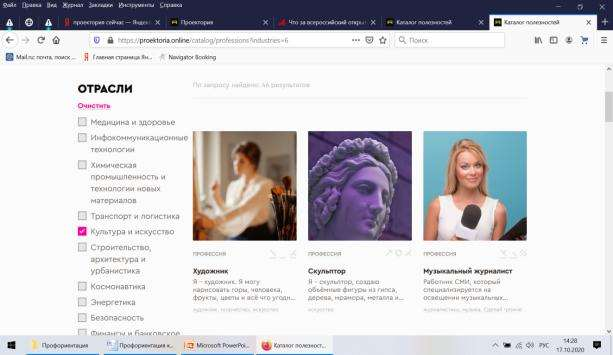 Файл Правка Вид Журнал Закладки Инструменты Справка
проектория сейчас — Яндек
Проектория
Что за всероссийский откры
Каталог полезностей
Каталог полезностей
https://proektoria.online/catalog/professions?industries=6
Поиск
Mail.ru: почта, поиск ...
Главная страница Ян...
Navigator Booking
ОТРАСЛИ
По запросу найдено: 46 результатов
Очистить
Медицина и здоровье
Инфокоммуникационные
технологии
Химическая
промышленность и
технологии новых
материалов
Транспорт и логистика
Культура и искусство
Строительство,
архитектура и
урбанистика
Космонавтика
Энергетика
Безопасность
Финансы и банковское
ПРОФЕССИЯ
Художник
Я - художник. Я могу
нарисовать горы, человека,
фрукты, цветы и всё что угодн...
ПРОФЕССИЯ
Скульптор
Я - скульптор, создаю
объёмные фигуры из гипса,
дерева, мрамора, металла и...
ПРОФЕССИЯ
Музыкальный журналист
Работник СМИ, который
специализируется на
освещении музыкальных...
Профориентация
Профориентация к...
Microsoft PowerPoi...
Каталог полезност...
РУС
14:28
17.10.2020